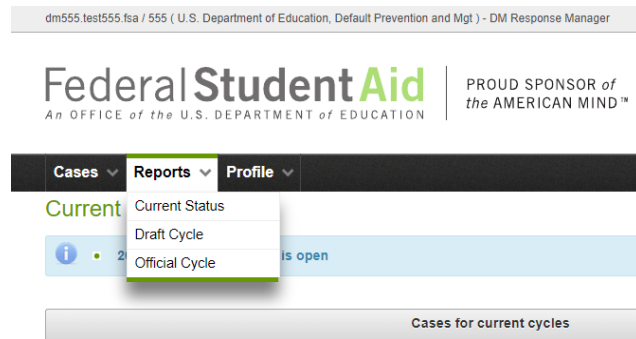 dm555.test555.fsa / 555 ( U.S. Department of Education, Default Prevention and Mgt ) - DM Response Manager
Federal Student Aid
An OFFICE of the U.S. DEPARTMENT of EDUCATION
PROUD SPONSOR of
the AMERICAN MIND™
Cases Reports Profile
Current
Current Status
Draft Cycle
is open
Official Cycle
Cases for current cycles